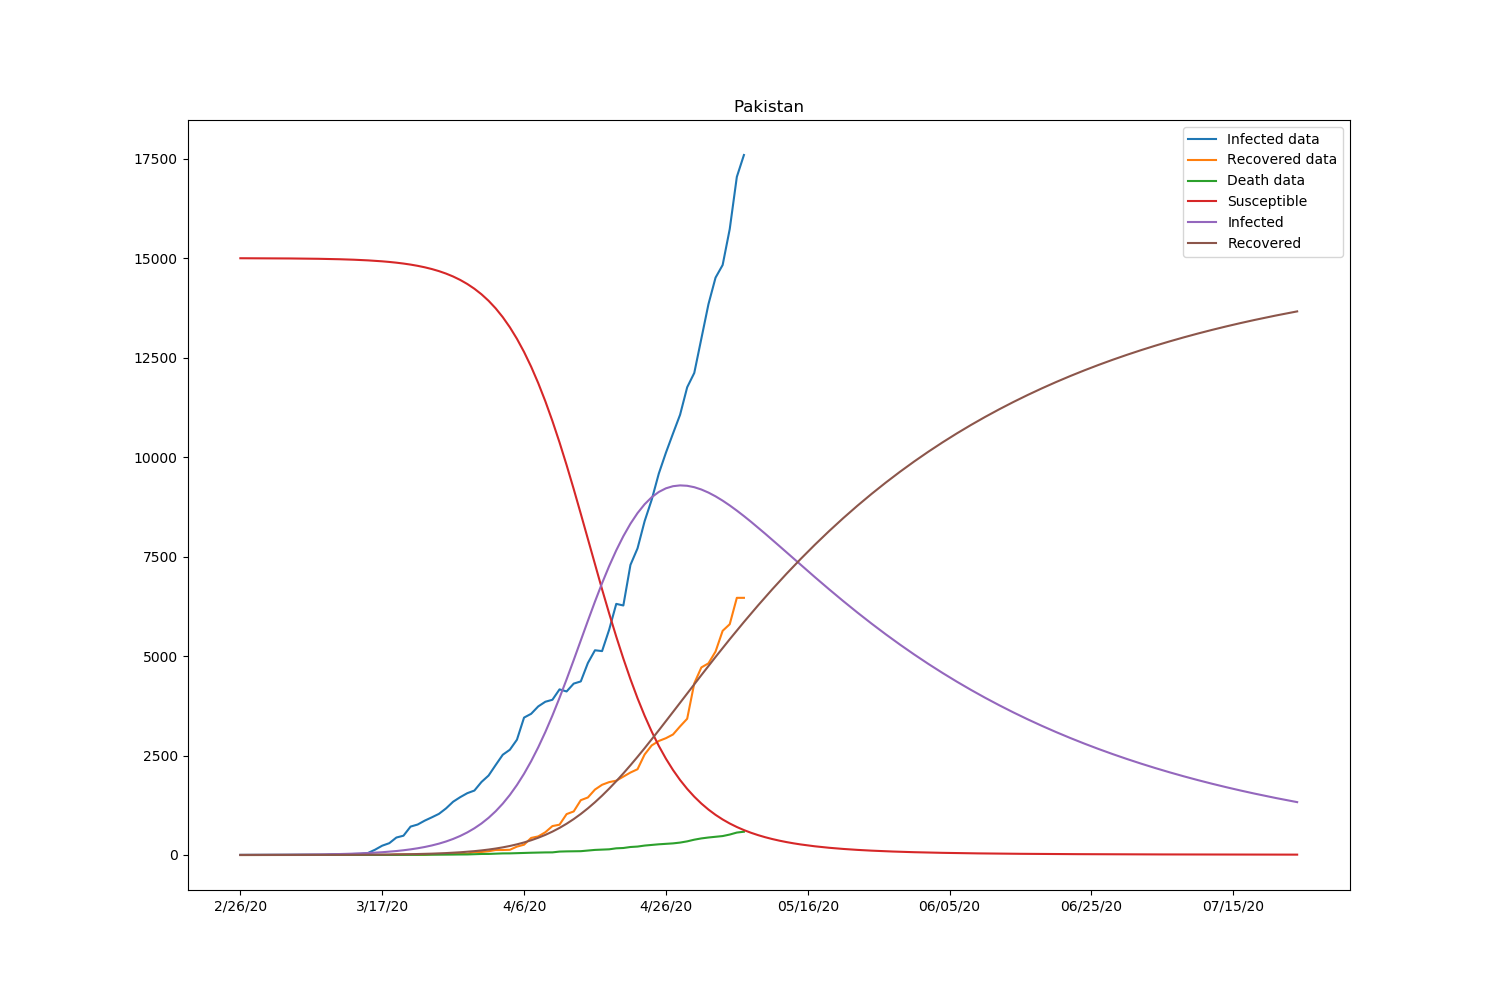 Pakistan
Infected data
Recovered data
Death data
Susceptible
Infected
Recovered
17500
15000
12500
10000
7500
5000
2500
0
2/26/20
3/17/20
4/6/20
4/26/20
05/16/20
06/05/20
06/25/20
07/15/20